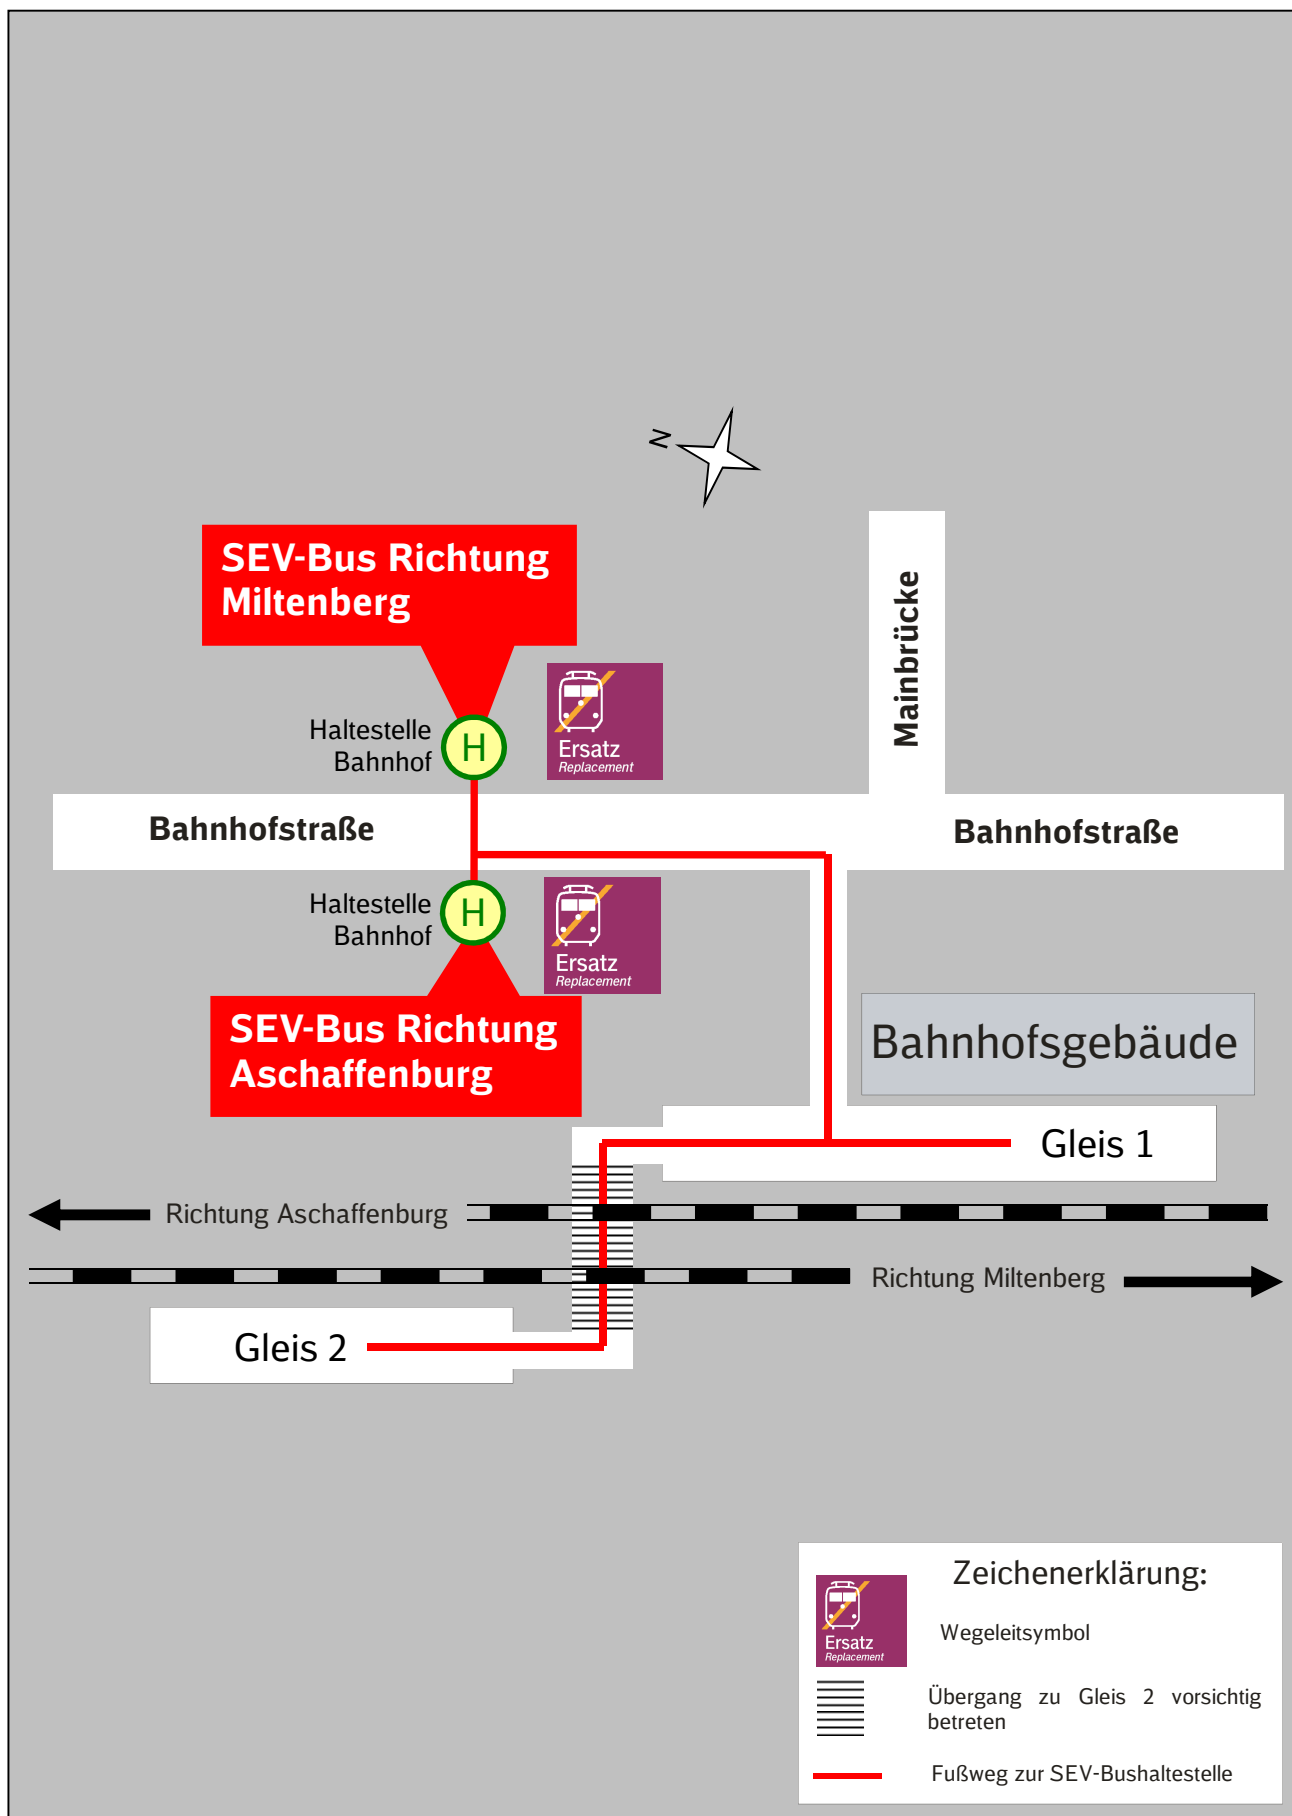 N
SEV-Bus Richtung
Miltenberg
Mainbrücke
Haltestelle
Bahnhof
H
Ersatz
Replacement
Bahnhofstraße
Bahnhofstraße
Haltestelle
Bahnhof
H
Ersatz
Replacement
SEV-Bus Richtung
Aschaffenburg
Bahnhofsgebäude
Gleis 1
Richtung Aschaffenburg
Richtung Miltenberg
Gleis 2
Zeichenerklärung:
Ersatz
Replacement
Wegeleitsymbol
Übergang zu Gleis 2 vorsichtig
betreten
Fußweg zur SEV-Bushaltestelle